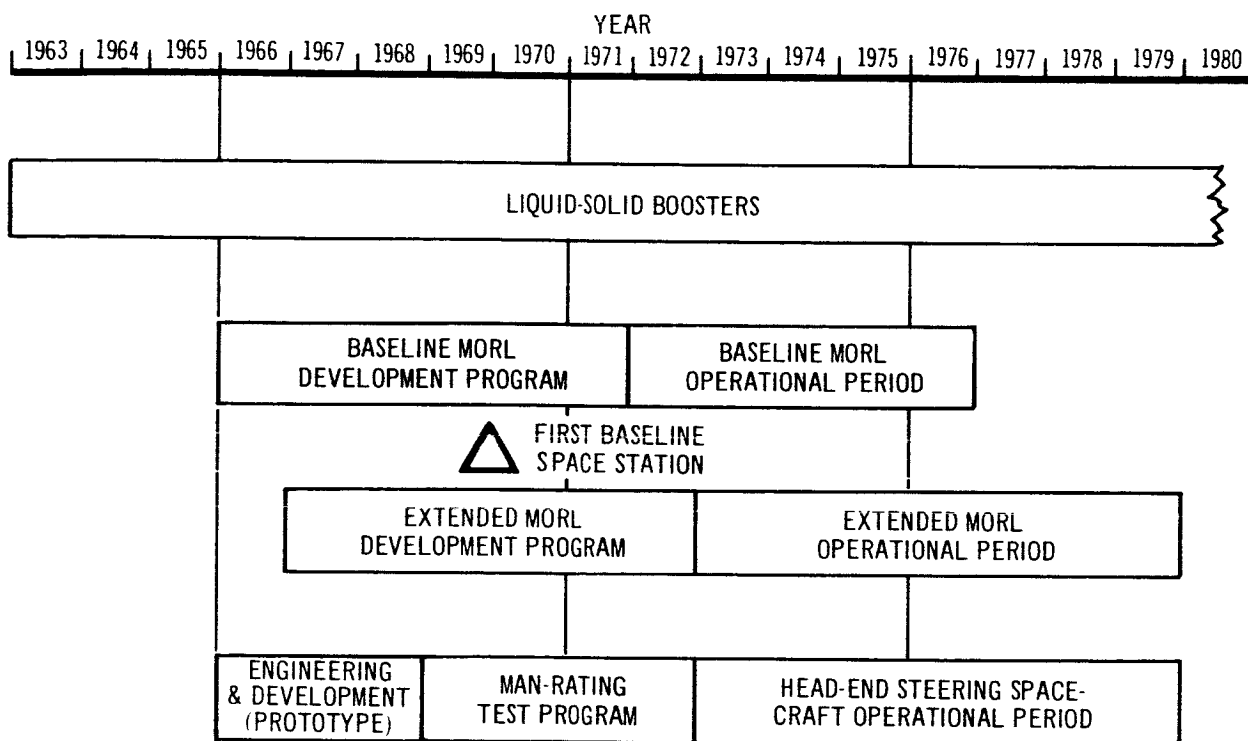 YEAR
1963 1964 1965 1966 1967 1968 1969 1970 1971 1972 1973 1974 1975 1976 1977 1978 1979 1980
LIQUID-SOLID BOOSTERS
BASELINE MORL
DEVELOPMENT PROGRAM
BASELINE MORL
OPERATIONAL PERIOD
FIRST BASELINE
SPACE STATION
EXTENDED MORL
DEVELOPMENT PROGRAM
EXTENDED MORL
OPERATIONAL PERIOD
ENGINEERING
& DEVELOPMENT
(PROTOTYPE)
MAN-RATING
TEST PROGRAM
HEAD-END STEERING SPACE-
CRAFT OPERATIONAL PERIOD